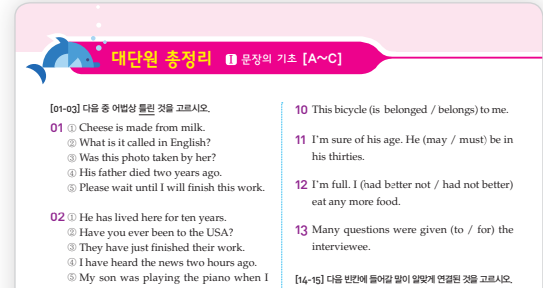 대단원 총정리 Ⅰ 문장의 기초 [A~C]
[01-03] 다음 중 어법상 틀린 것을 고르시오.
01 ① Cheese is made from milk.
② What is it called in English?
③ Was this photo taken by her?
④ His father died two years ago.
⑤ Please wait until I will finish this work.
02 ① He has lived here for ten years.
② Have you ever been to the USA?
③ They have just finished their work.
④ I have heard the news two hours ago.
⑤ My son was playing the piano when I
10 This bicycle (is belonged / belongs) to me.
11 I'm sure of his age. He (may / must) be in
his thirties.
12 I'm full. I (had better not / had not better)
eat any more food.
13 Many questions were given (to / for) the
interviewee.
[14-15] 다음 빈칸에 들어갈 말이 알맞게 연결된 것을 고르시오.